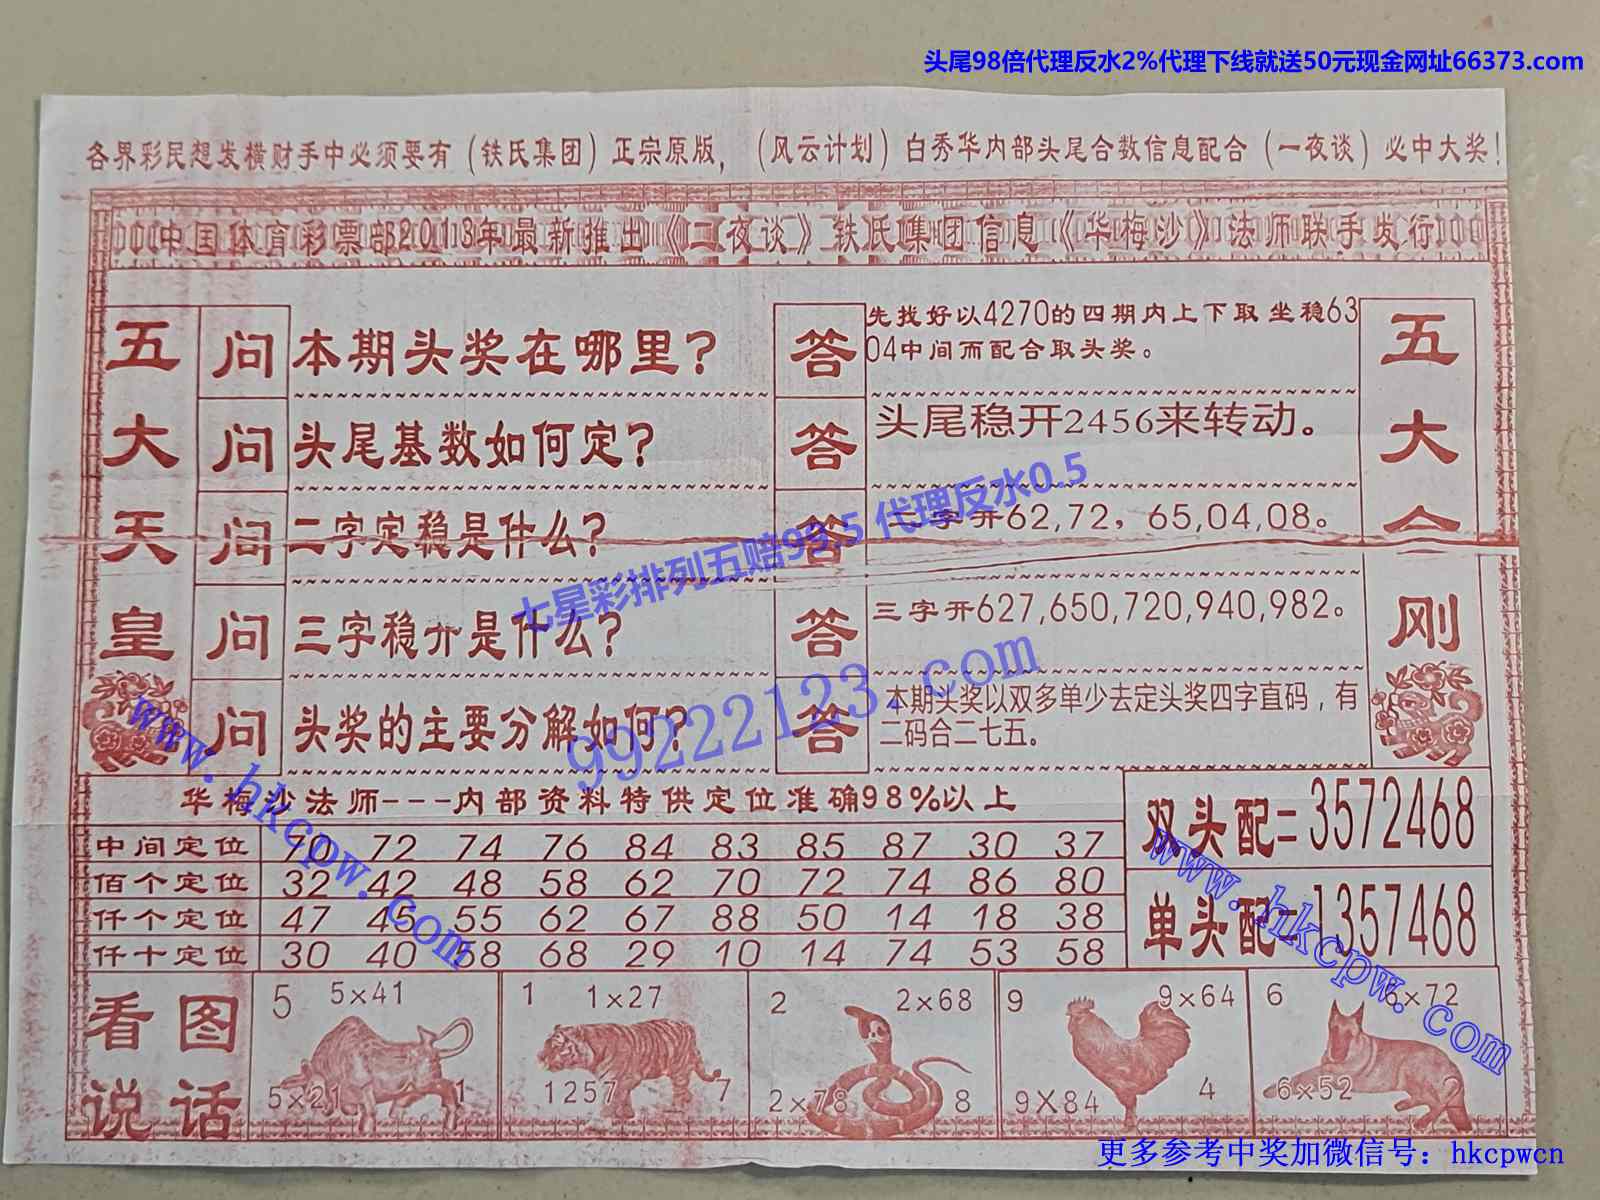 头尾98倍代理反水2%代理下线就送50元现金网址66373.com
各界彩民想发横财手中必须要有（铁氏集团）正宗原版，（风云计划）白秀华内部头尾合数信息配合（一夜谈）必中大奖！
中国体育彩票部2013年最新推出《一夜谈》铁氏集团信息《华梅沙》法师联手发行
五大天皇
问 本期头奖在哪里？
答 先找好以4270的四期内上下取坐稳63
04中间而配合取头奖。
问 头尾基数如何定？
答 头尾稳开2456来转动。
问 二字定稳是什么？
答 二字开62,72，65,04,08。
问 三字稳开是什么？
答 三字开627,650,720,940,982。
问 头奖的主要分解如何？
答 本期头奖以双多单少去定头奖四字直码，有
二码合二七五。
五大金刚
七星彩排列五赔99.5 代理反水0.5
99222123.com
www.hkcpw.com
www.hkcpw.com
华梅沙法师---内部资料特供定位准确98%以上
中间定位 70 72 74 76 84 83 85 87 30 37
佰个定位 32 42 48 58 62 70 72 74 86 80
仟个定位 47 45 55 62 67 88 50 14 18 38
仟十定位 30 40 58 68 29 10 14 74 53 58
双头配=3572468
单头配=1357468
看图
说话
5 5×41
5×21 1
1 1×27
1257 7
2 2×68
2×78 8
9 9×64
9X84 4
6 6×72
6×52 2
更多参考中奖加微信号：hkcpwcn